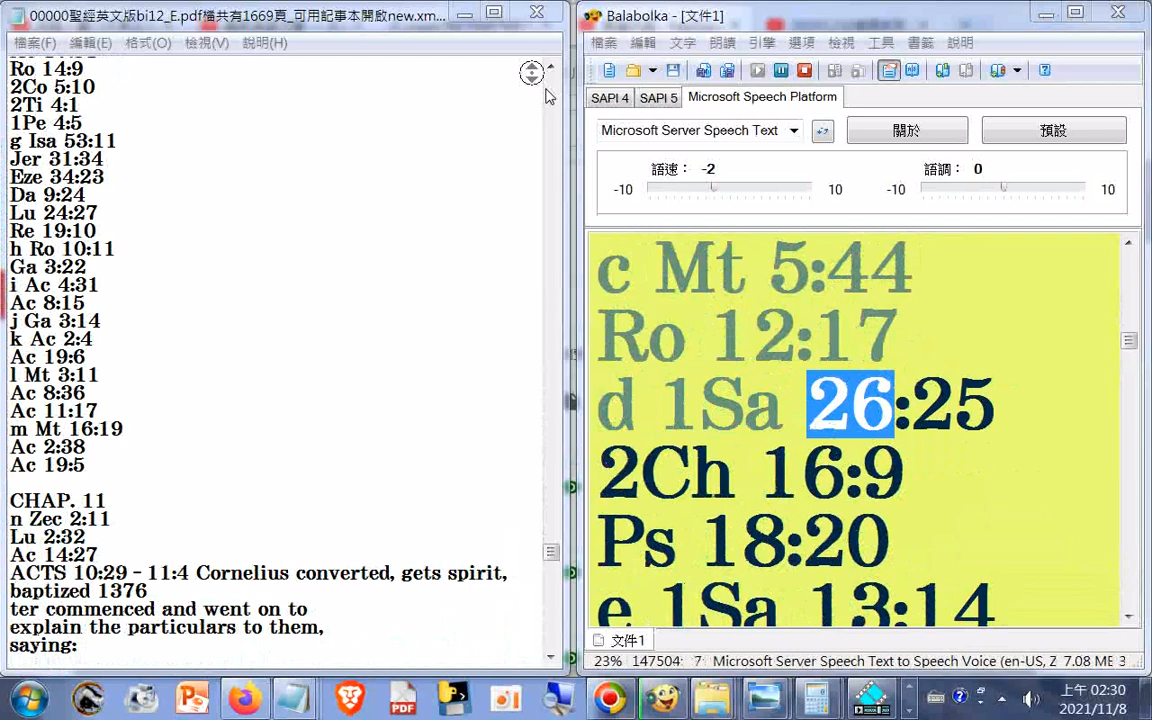 00000聖經英文版bi12_E.pdf檔共有1669頁_可用記事本開啟new.xm...
檔案(F) 編輯(E) 格式(O) 檢視(V) 說明(H)
Ro 14:9
2Co 5:10
2Ti 4:1
1Pe 4:5
g Isa 53:11
Jer 31:34
Eze 34:23
Da 9:24
Lu 24:27
Re 19:10
h Ro 10:11
Ga 3:22
i Ac 4:31
Ac 8:15
j Ga 3:14
k Ac 2:4
Ac 19:6
l Mt 3:11
Ac 8:36
Ac 11:17
m Mt 16:19
Ac 2:38
Ac 19:5
CHAP. 11
n Zec 2:11
Lu 2:32
Ac 14:27
ACTS 10:29–11:4 Cornelius converted, gets spirit,
baptized 1376
ter commenced and went on to
explain the particulars to them,
saying:
Balabolka - [文件1]
檔案 編輯 文字 朗讀 引擎 選項 檢視 工具 書籤 說明
SAPI 4 SAPI 5 Microsoft Speech Platform
Microsoft Server Speech Text 關於 預設
語速： -2 語調： 0
-10 10 -10 10
c Mt 5:44
Ro 12:17
d 1Sa 26:25
2Ch 16:9
Ps 18:20
e 1Sa 13:14
文件1
23% 147504: 7 Microsoft Server Speech Text to Speech Voice (en-US, Z 7.08 MB 3
PDF
上午 02:30
2021/11/8